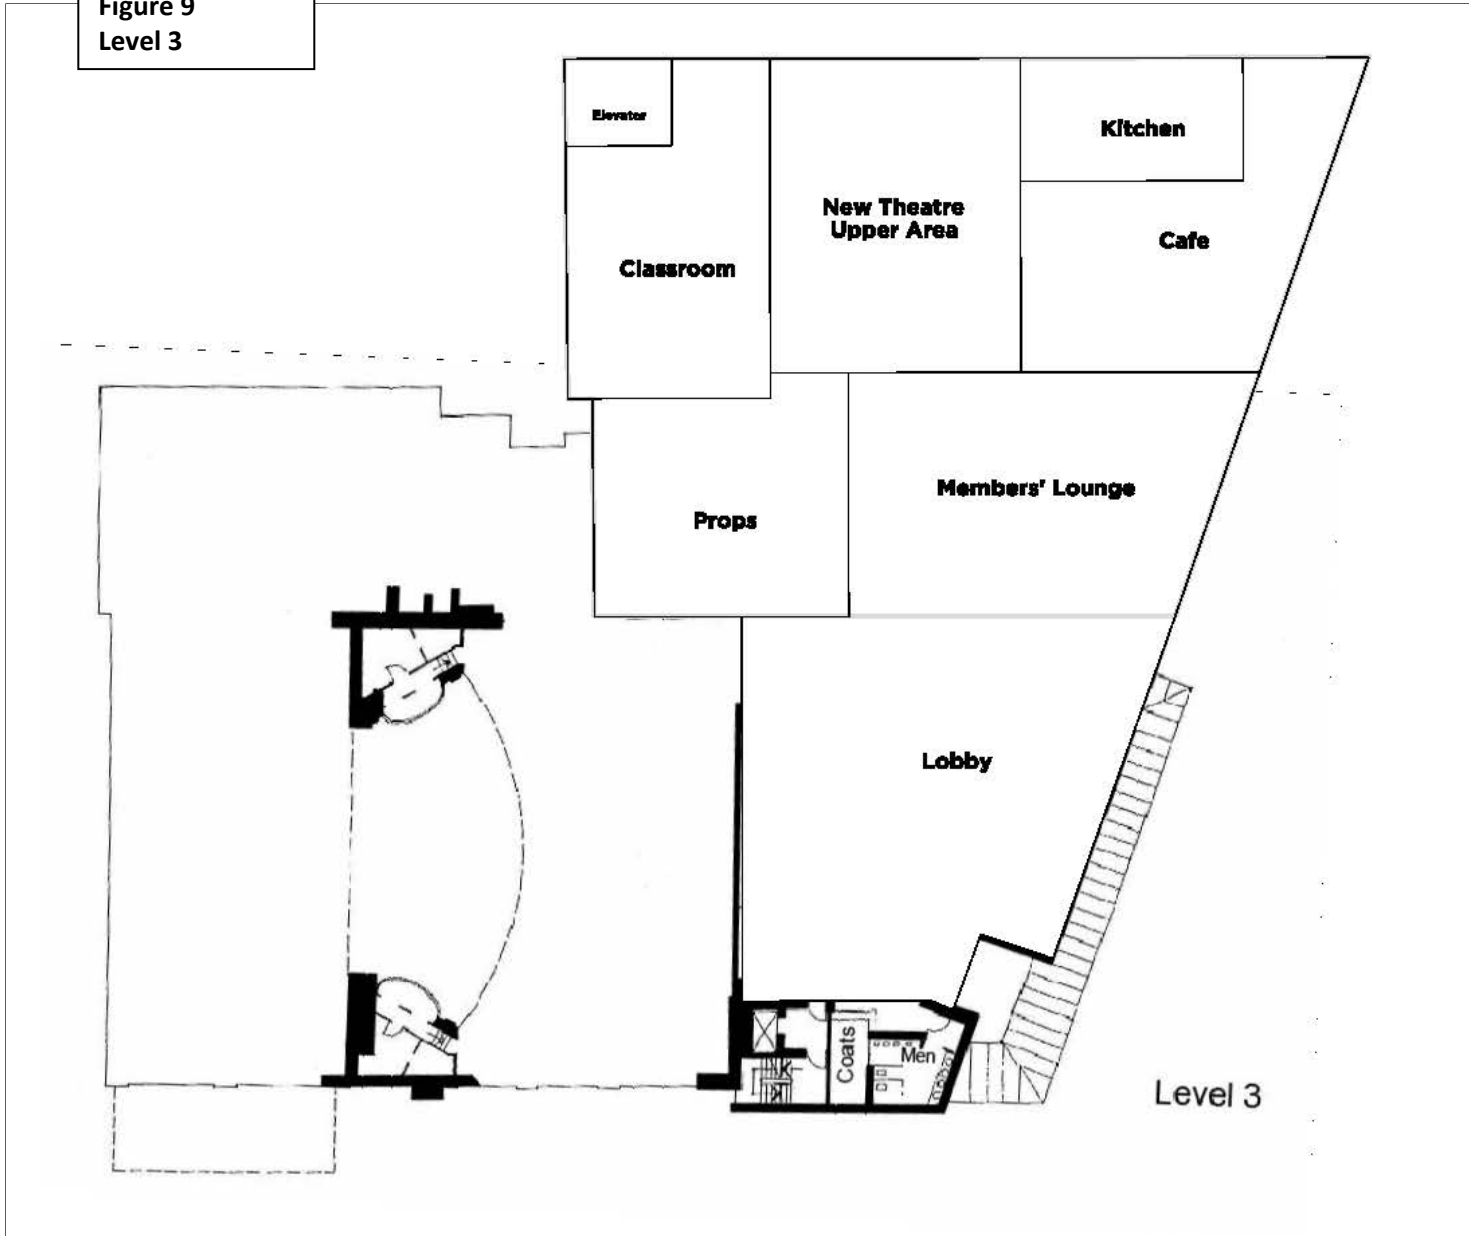 Figure 9
Level 3
Elevator
Kitchen
New Theatre
Upper Area
Cafe
Classroom
Members' Lounge
Props
Lobby
Coats
Men
Level 3